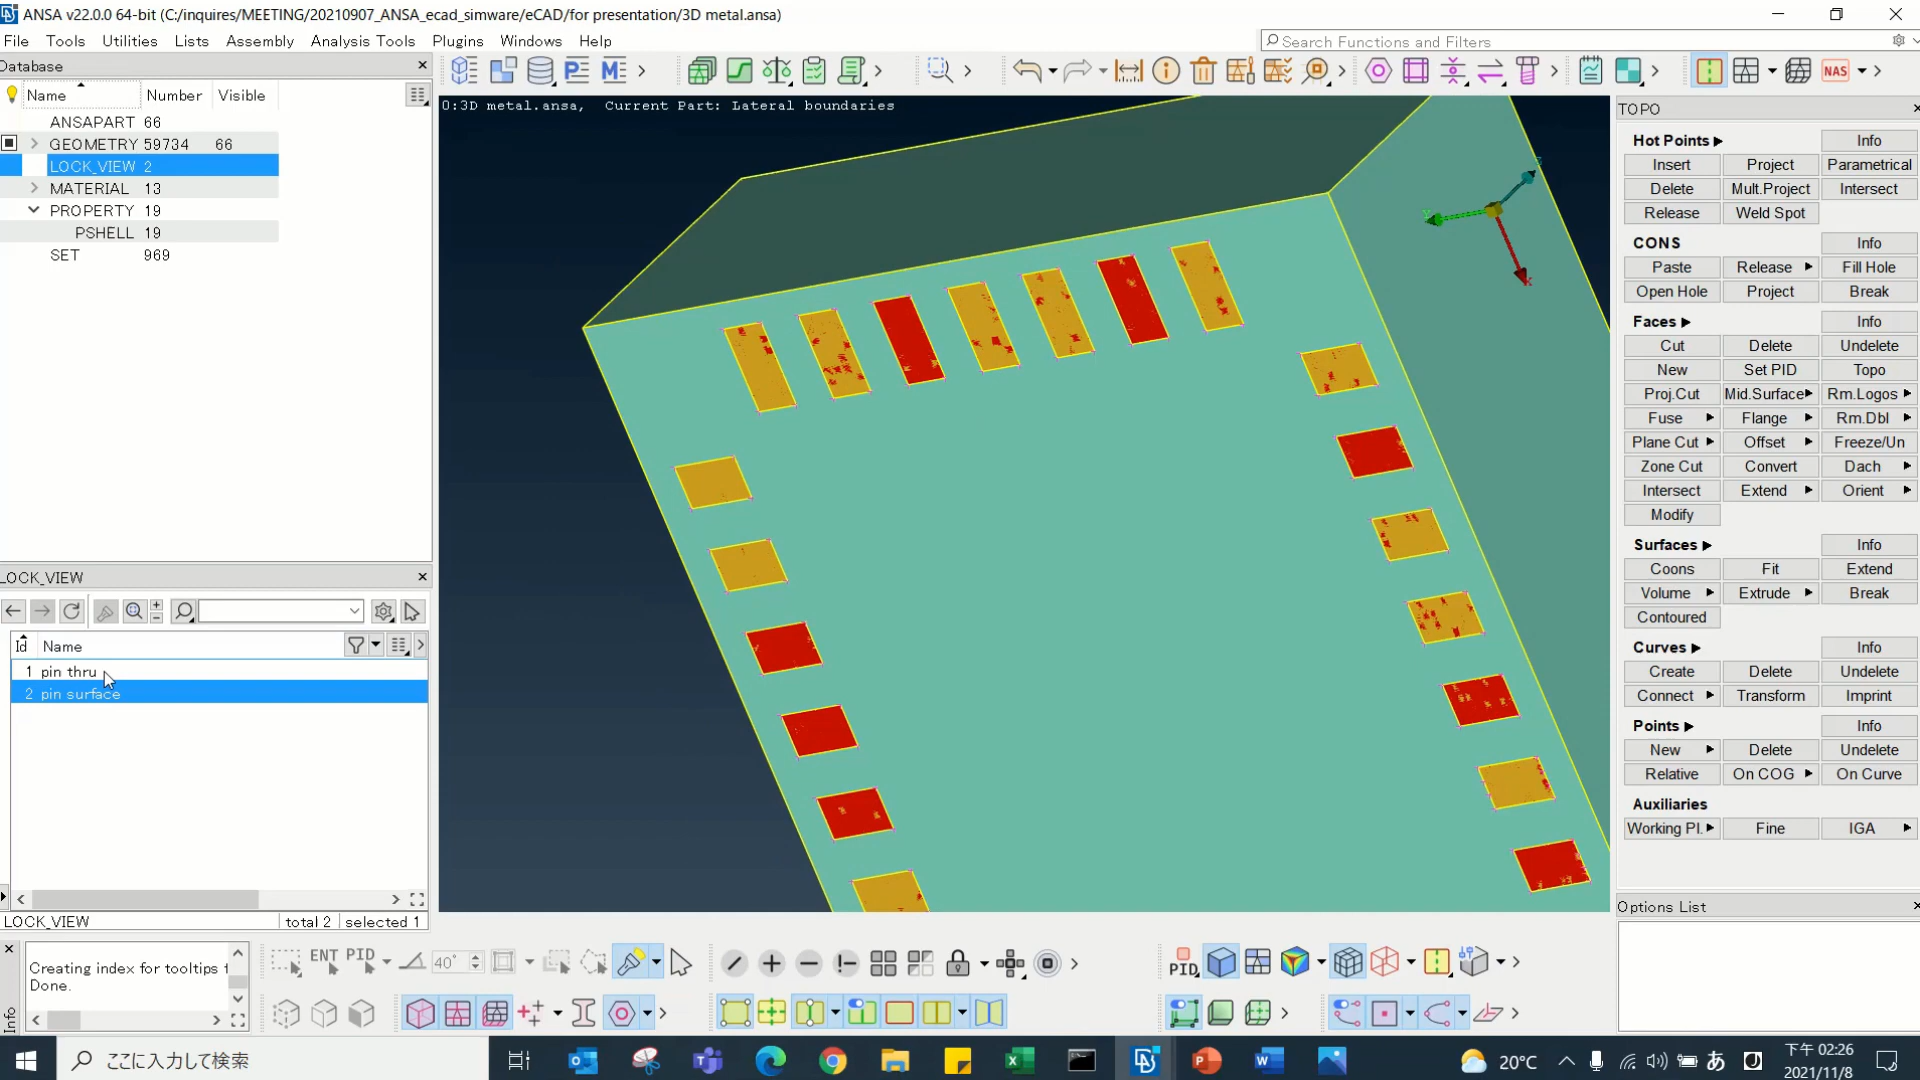 ANSA v22.0.0 64-bit (C:/inquires/MEETING/20210907_ANSA_ecad_simware/eCAD/for presentation/3D metal.ansa)
File Tools Utilities Lists Assembly Analysis Tools Plugins Windows Help
Search Functions and Filters
Database
Name Number Visible
ANSAPART 66
GEOMETRY 59734 66
LOCK_VIEW 2
MATERIAL 13
PROPERTY 19
PSHELL 19
SET 969
NAS
0:3D metal.ansa, Current Part: Lateral boundaries
LOCK_VIEW
Id Name
1 pin thru
2 pin surface
LOCK_VIEW total 2 selected 1
TOPO
Hot Points Info
Insert Project Parametrical
Delete Mult.Project Intersect
Release Weld Spot
CONS Info
Paste Release Fill Hole
Open Hole Project Break
Faces Info
Cut Delete Undelete
New Set PID Topo
Proj.Cut Mid.Surface Rm.Logos
Fuse Flange Rm.Dbl
Plane Cut Offset Freeze/Un
Zone Cut Convert Dach
Intersect Extend Orient
Modify
Surfaces Info
Coons Fit Extend
Volume Extrude Break
Contoured
Curves Info
Create Delete Undelete
Connect Transform Imprint
Points Info
New Delete Undelete
Relative On COG On Curve
Auxiliaries
Working Pl. Fine IGA
Options List
Info
Creating index for tooltips
Done.
ENT PID 40° PID
ここに入力して検索
20°C
あ
下午 02:26
2021/11/8